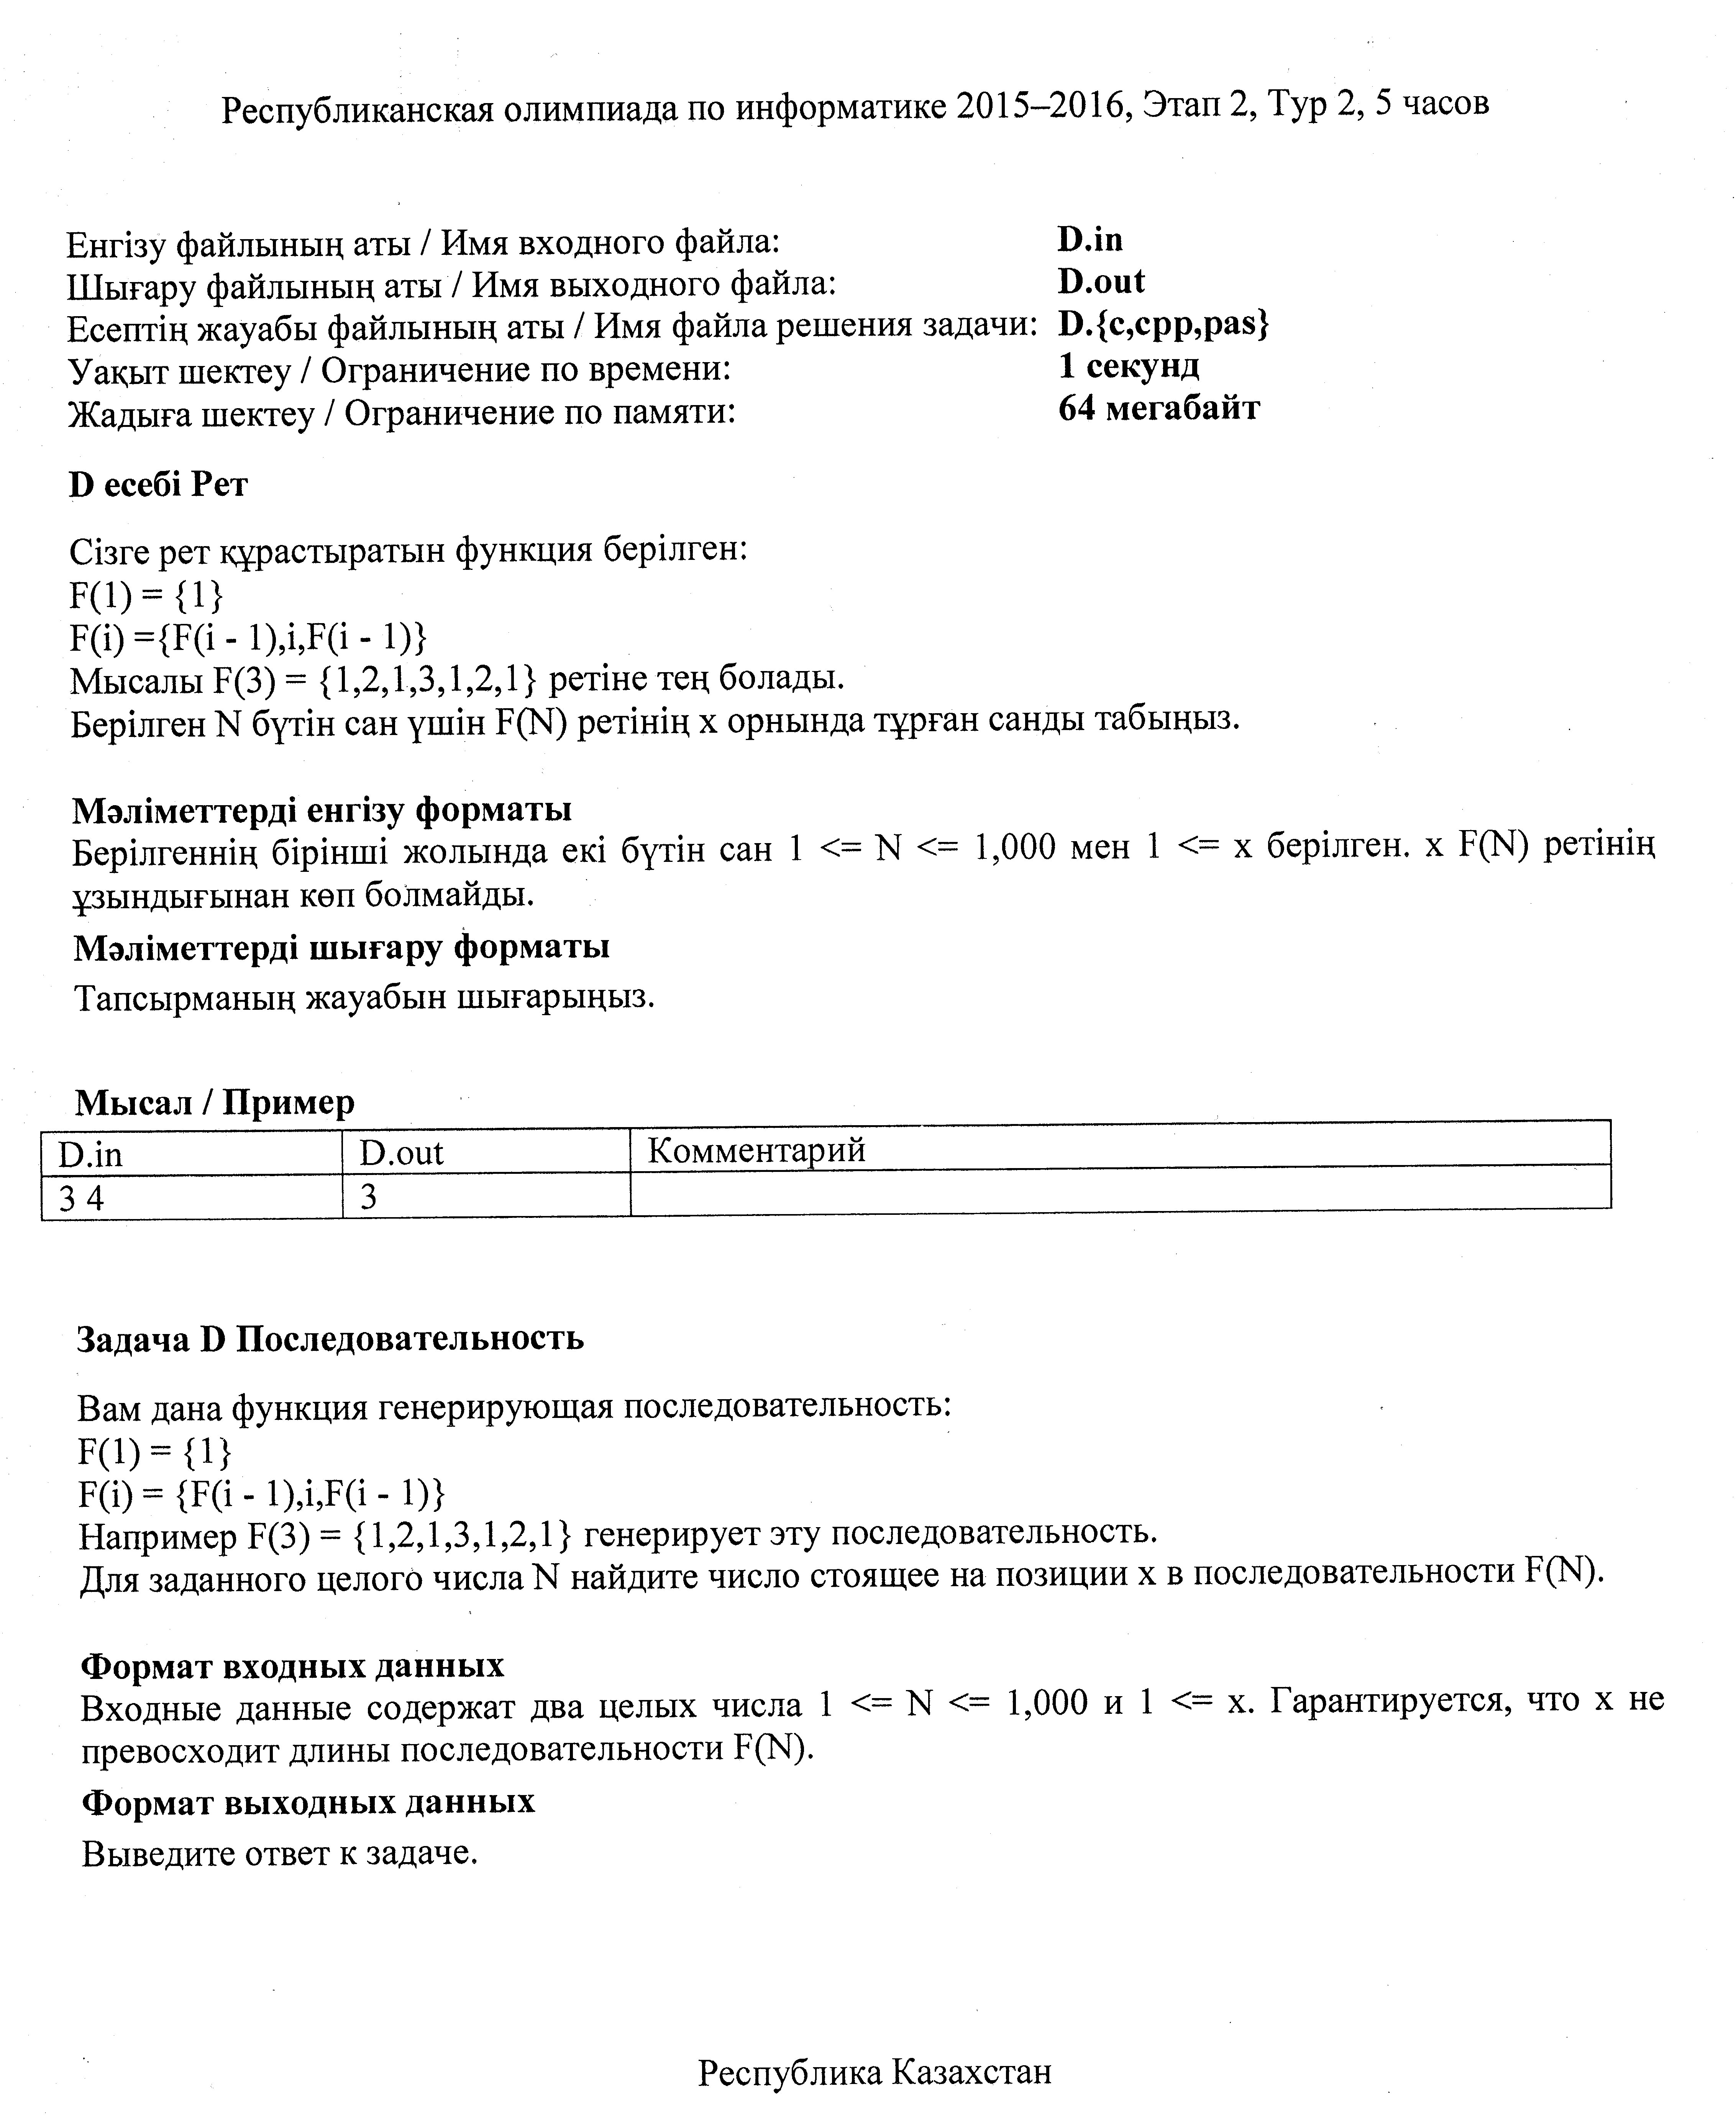 Республиканская олимпиада по информатике 2015–2016, Этап 2, Тур 2, 5 часов
Енгізу файлының аты / Имя входного файла: D.in
Шығару файлының аты / Имя выходного файла: D.out
Есептің жауабы файлының аты / Имя файла решения задачи: D.{c,cpp,pas}
Уақыт шектеу / Ограничение по времени: 1 секунд
Жадыға шектеу / Ограничение по памяти: 64 мегабайт
D есебі Рет
Сізге рет құрастыратын функция берілген:
F(1) = {1}
F(i) ={F(i - 1),i,F(i - 1)}
Мысалы F(3) = {1,2,1,3,1,2,1} ретіне тең болады.
Берілген N бүтін сан үшін F(N) ретінің x орнында тұрған санды табыңыз.
Мәліметтерді енгізу форматы
Берілгеннің бірінші жолында екі бүтін сан 1 <= N <= 1,000 мен 1 <= x берілген. x F(N) ретінің
ұзындығынан көп болмайды.
Мәліметтерді шығару форматы
Тапсырманың жауабын шығарыңыз.
Мысал / Пример
D.in D.out Комментарий
3 4 3
Задача D Последовательность
Вам дана функция генерирующая последовательность:
F(1) = {1}
F(i) = {F(i - 1),i,F(i - 1)}
Например F(3) = {1,2,1,3,1,2,1} генерирует эту последовательность.
Для заданного целого числа N найдите число стоящее на позиции x в последовательности F(N).
Формат входных данных
Входные данные содержат два целых числа 1 <= N <= 1,000 и 1 <= x. Гарантируется, что x не
превосходит длины последовательности F(N).
Формат выходных данных
Выведите ответ к задаче.
Республика Казахстан